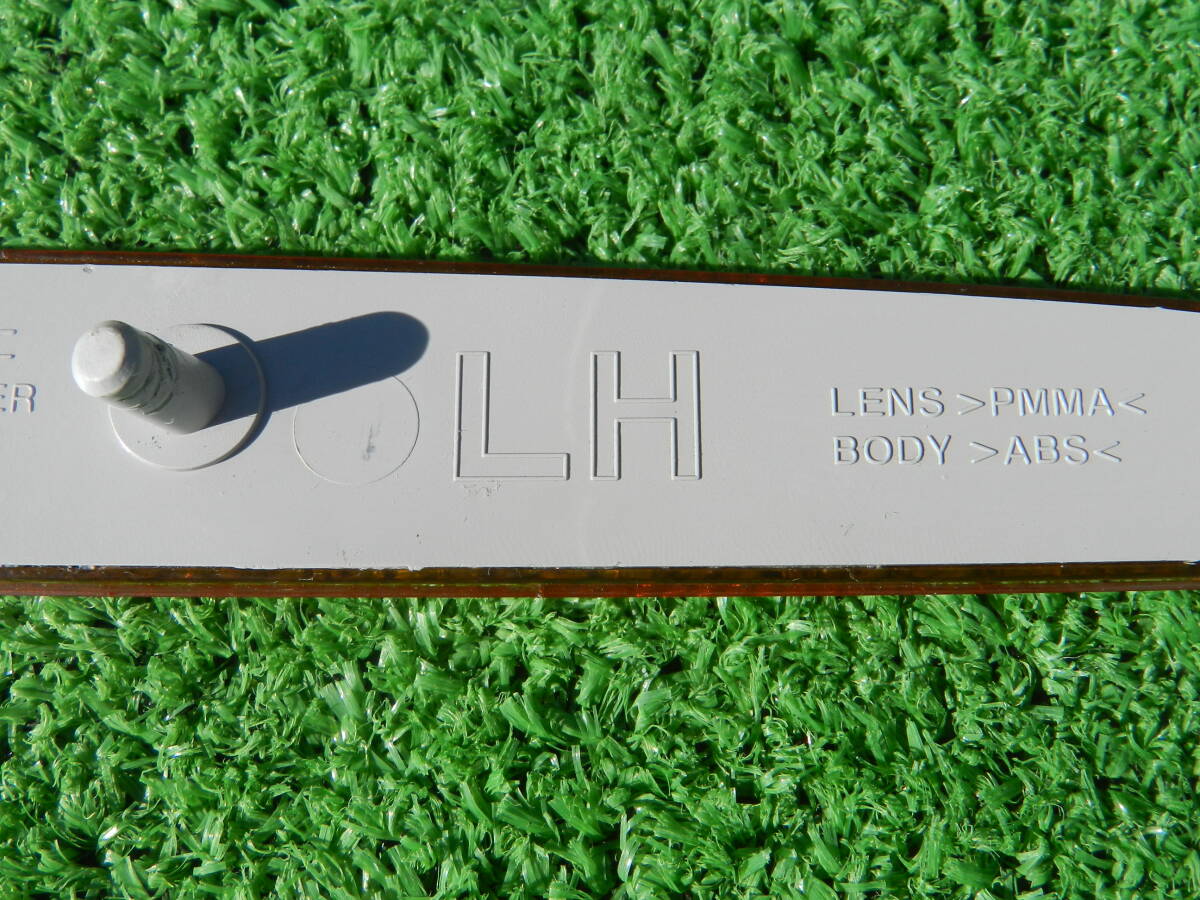 LH
LENS >PMMA<
BODY >ABS<